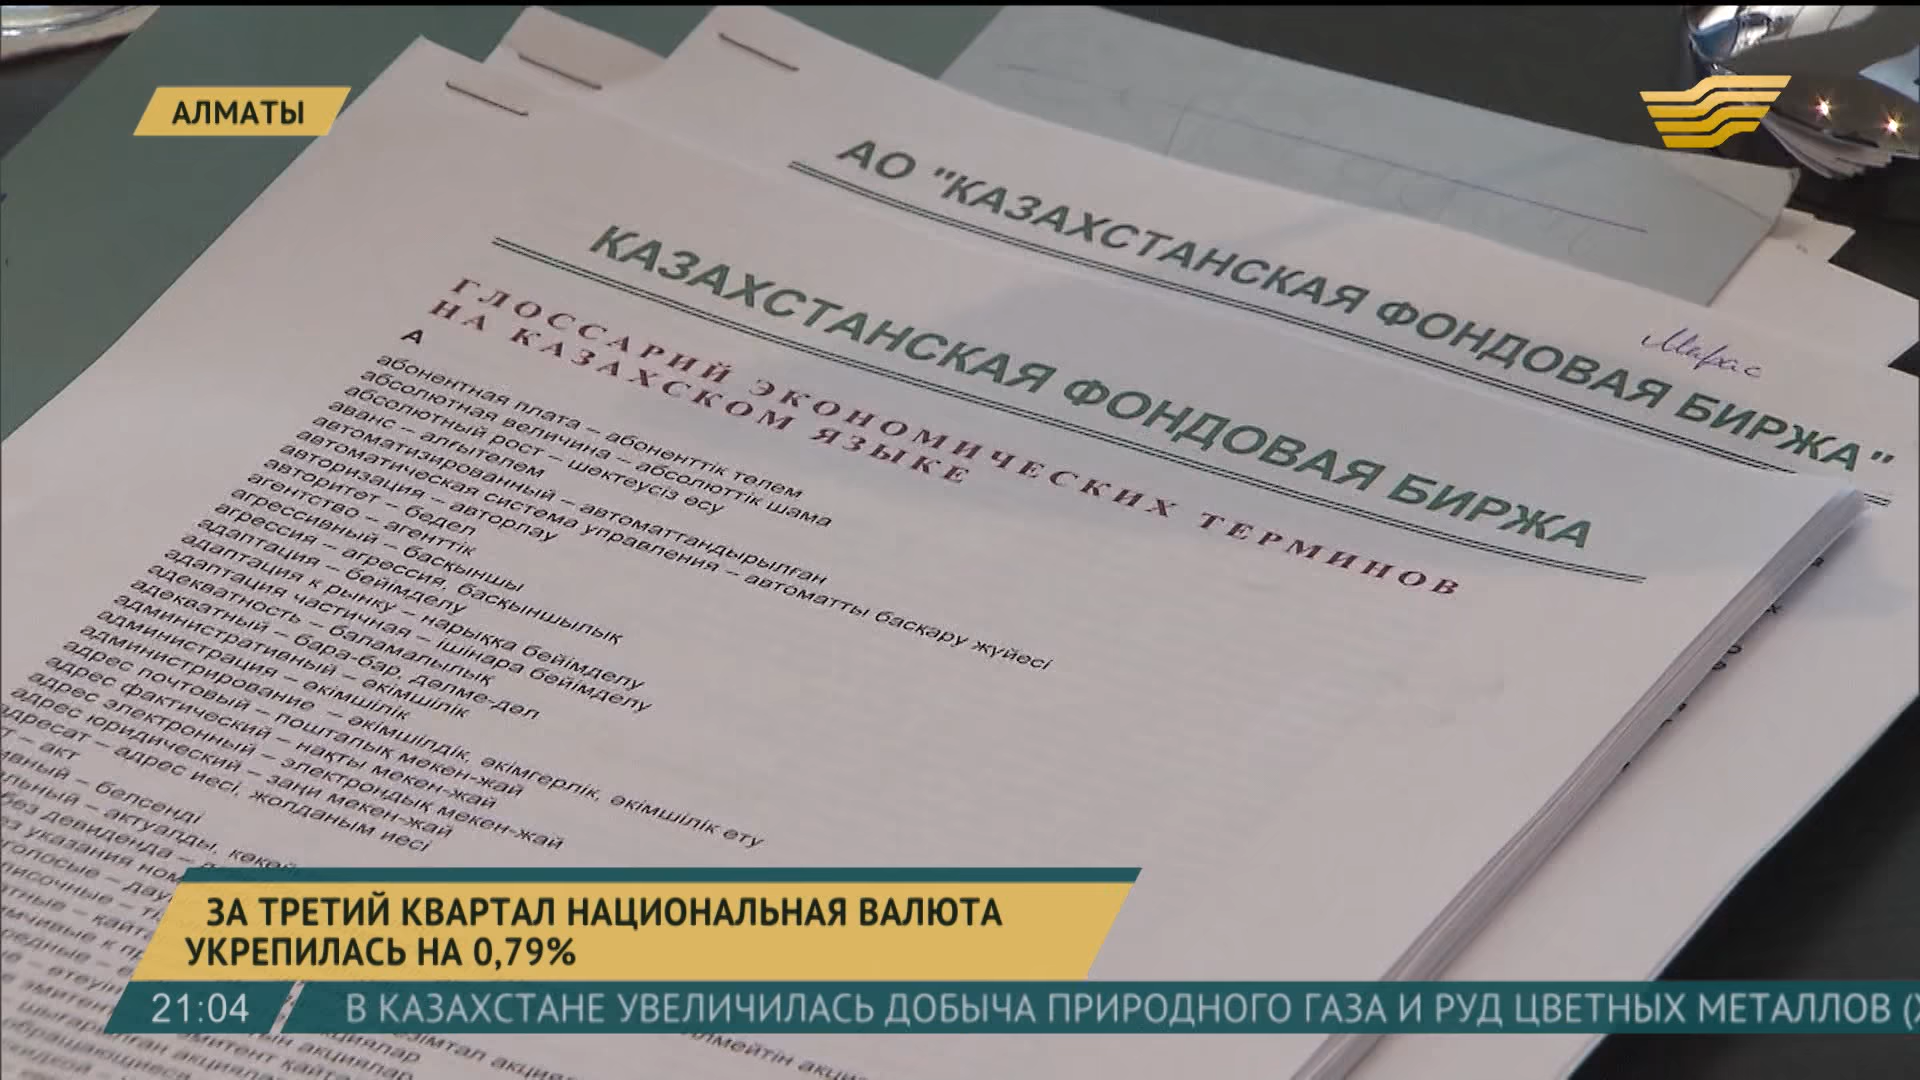 АЛМАТЫ
АО "КАЗАХСТАНСКАЯ ФОНДОВАЯ БИРЖА"
КАЗАХСТАНСКАЯ ФОНДОВАЯ БИРЖА
ГЛОССАРИЙ ЭКОНОМИЧЕСКИХ ТЕРМИНОВ
НА КАЗАХСКОМ ЯЗЫКЕ
А
абонентная плата – абоненттік төлем
абсолютная величина – абсолюттік шама
абсолютный рост – шектеусіз өсу
аванс – алғытөлем
автоматизированный – автоматтандырылған
автоматическая система управления – автоматты басқару жүйесі
авторизация – авторлау
авторитет – бедел
агентство – агенттік
агрессивный – басқыншы
агрессия – агрессия, басқыншылық
адаптация – бейімделу
адаптация к рынку – нарыққа бейімделу
адаптация частичная – ішінара бейімделу
адекватность – баламалылық
адекватный – бара-бар, дәлме-дәл
административный – әкімшілік
администрация – әкімшілік
администрирование – әкімшілдік, әкімгерлік, әкімшілік ету
адрес почтовый – пошталық мекен-жай
адрес фактический – нақты мекен-жай
адрес электронный – электрондық мекен-жай
адрес юридический – заңи мекен-жай
адресат – адрес иесі, жолданым иесі
– акт
– белсенді
– актуалды,
без девиденда –
ЗА ТРЕТИЙ КВАРТАЛ НАЦИОНАЛЬНАЯ ВАЛЮТА
УКРЕПИЛАСЬ НА 0,79%
21:04 В КАЗАХСТАНЕ УВЕЛИЧИЛАСЬ ДОБЫЧА ПРИРОДНОГО ГАЗА И РУД ЦВЕТНЫХ МЕТАЛЛОВ